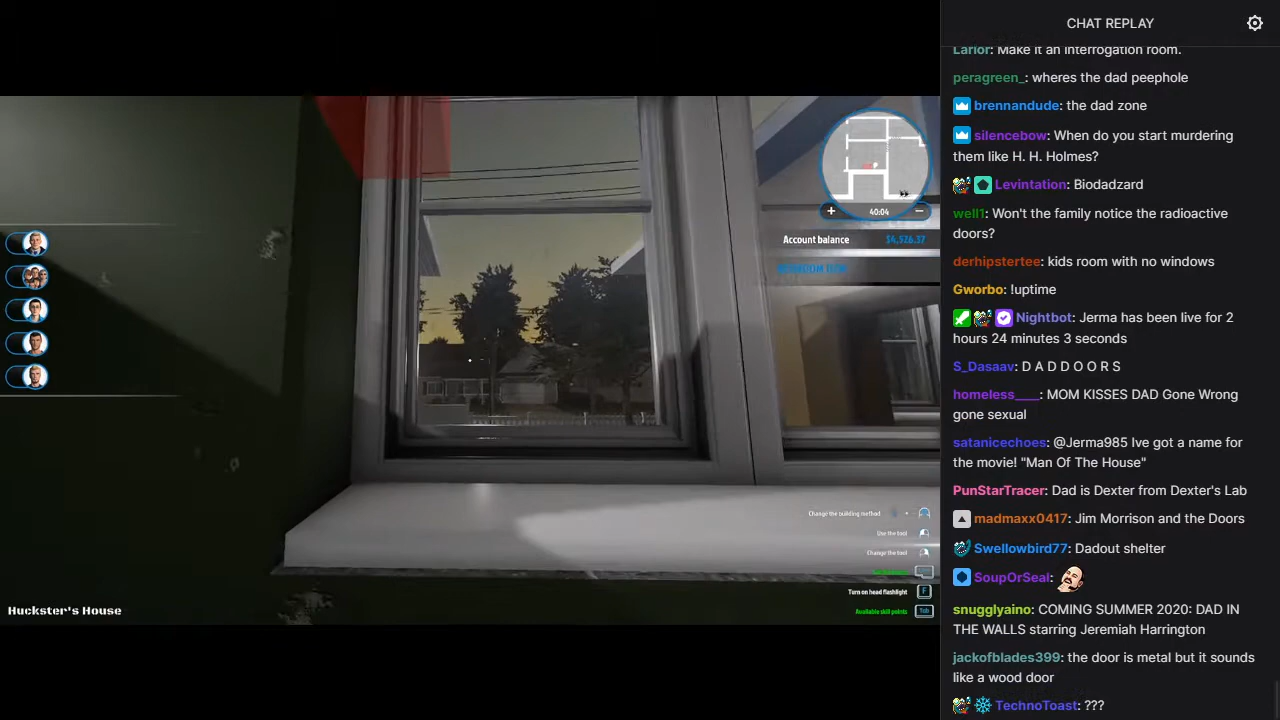 CHAT REPLAY
Larior: Make it an interrogation room.
peragreen_: wheres the dad peephole
brennandude: the dad zone
silencebow: When do you start murdering
them like H. H. Holmes?
Levintation: Biodadzard
well1: Won't the family notice the radioactive
doors?
derhipstertee: kids room with no windows
Gworbo: !uptime
Nightbot: Jerma has been live for 2
hours 24 minutes 3 seconds
S_Dasaav: D A D D O O R S
homeless____: MOM KISSES DAD Gone Wrong
gone sexual
satanicechoes: @Jerma985 Ive got a name for
the movie! "Man Of The House"
PunStarTracer: Dad is Dexter from Dexter's Lab
madmaxx0417: Jim Morrison and the Doors
Swellowbird77: Dadout shelter
SoupOrSeal:
snugglyaino: COMING SUMMER 2020: DAD IN
THE WALLS starring Jeremiah Harrington
jackofblades399: the door is metal but it sounds
like a wood door
TechnoToast: ???
40:04
Account balance $4,526.37
Change the building method
Use the tool
Change the tool
Turn on head flashlight F
Available skill points Tab
Huckster's House